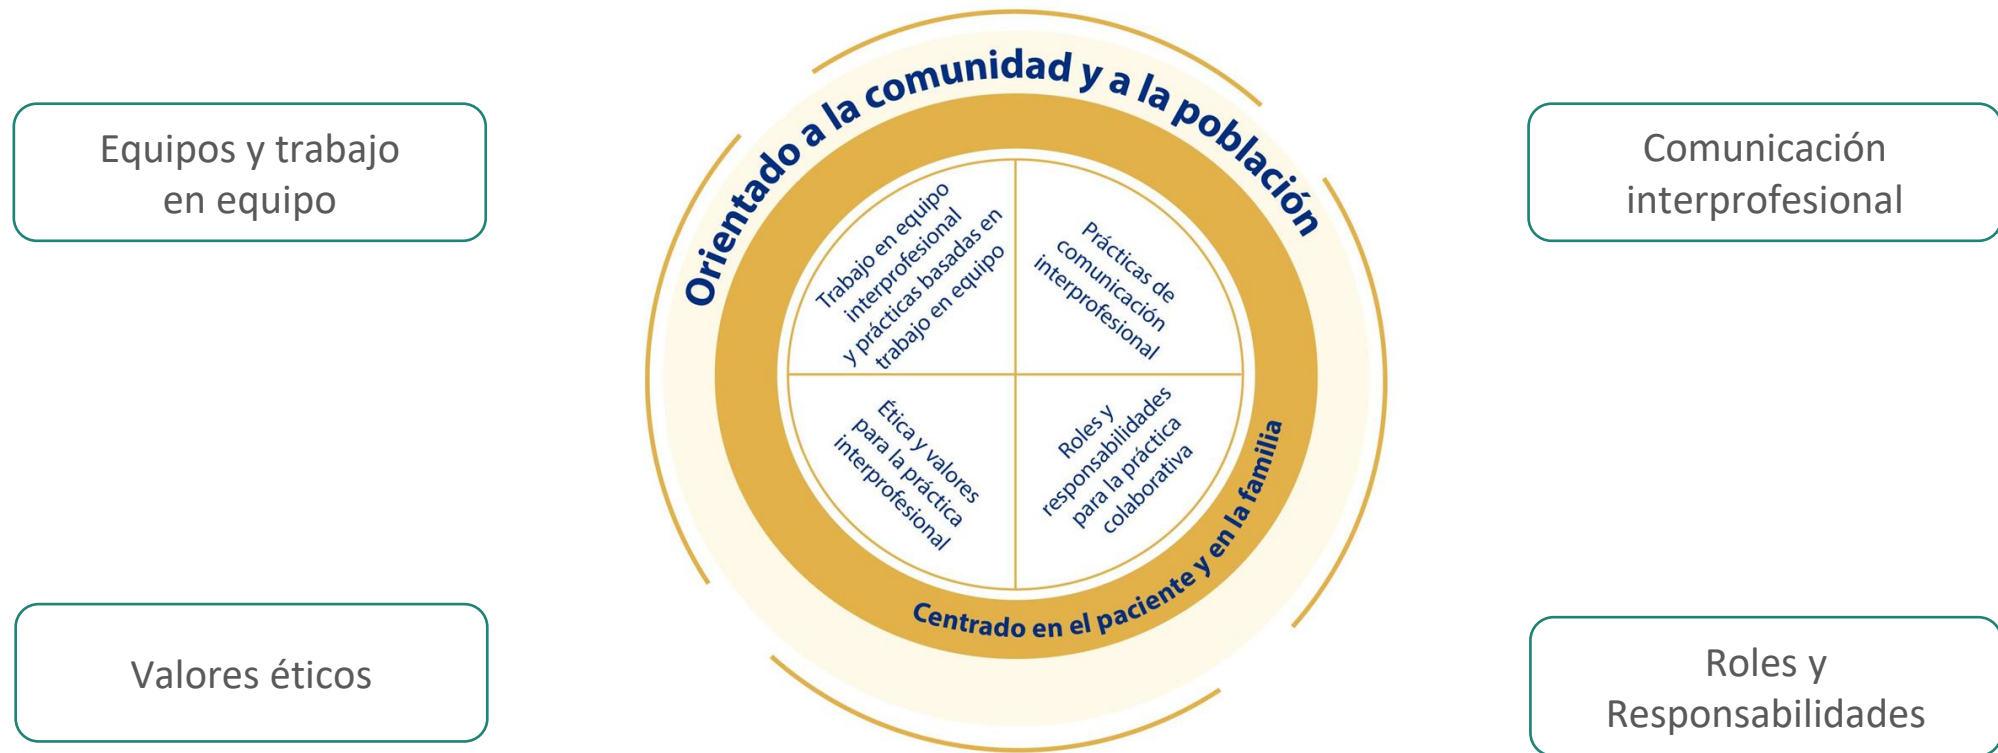 Equipos y trabajo
en equipo
Orientado a la comunidad y a la población
Comunicación
interprofesional
Trabajo en equipo
interprofesional
y prácticas basadas en
trabajo en equipo
Prácticas de
comunicación
interprofesional
Ética y valores
para la práctica
interprofesional
Roles y
responsabilidades
para la práctica
colaborativa
Centrado en el paciente y en la familia
Valores éticos
Roles y
Responsabilidades